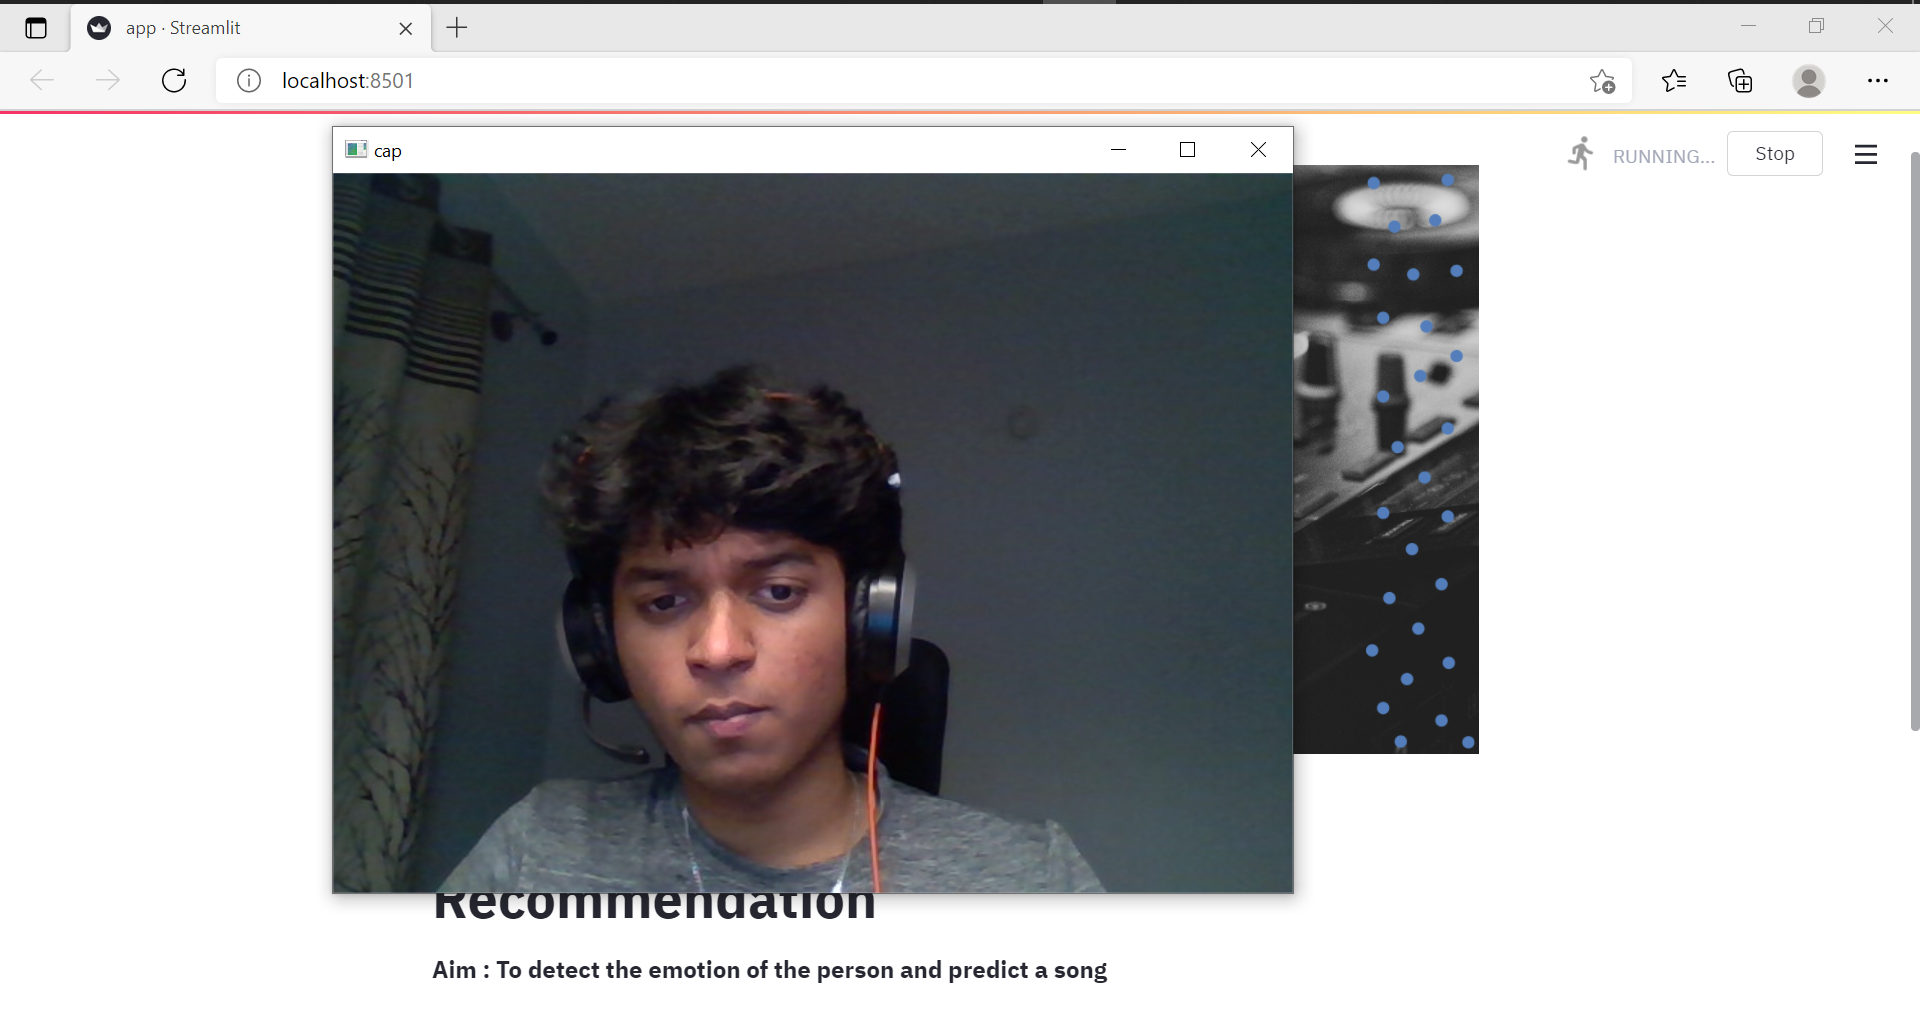 app · Streamlit
localhost:8501
cap
RUNNING...
Stop
Recommendation
Aim : To detect the emotion of the person and predict a song